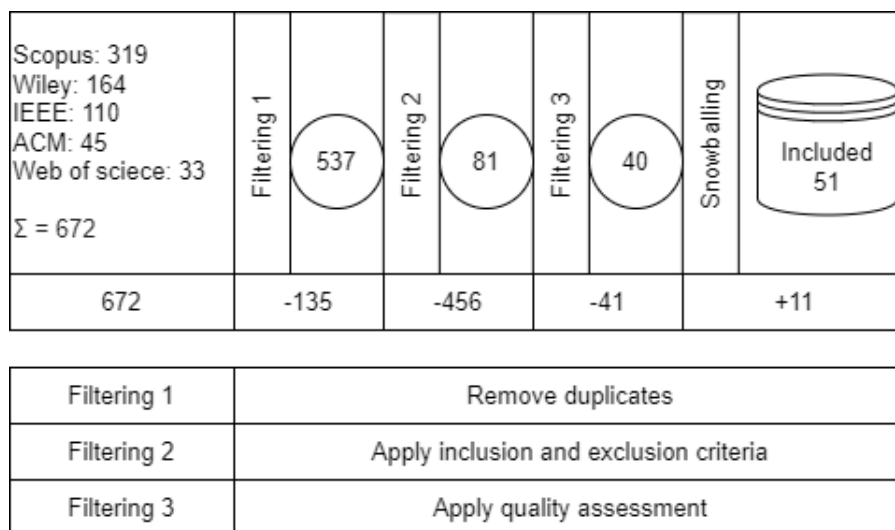 Scopus: 319
Wiley: 164
IEEE: 110
ACM: 45
Web of sciece: 33
Σ = 672
Filtering 1
537
Filtering 2
81
Filtering 3
40
Snowballing
Included
51
672
-135
-456
-41
+11
Filtering 1
Remove duplicates
Filtering 2
Apply inclusion and exclusion criteria
Filtering 3
Apply quality assessment